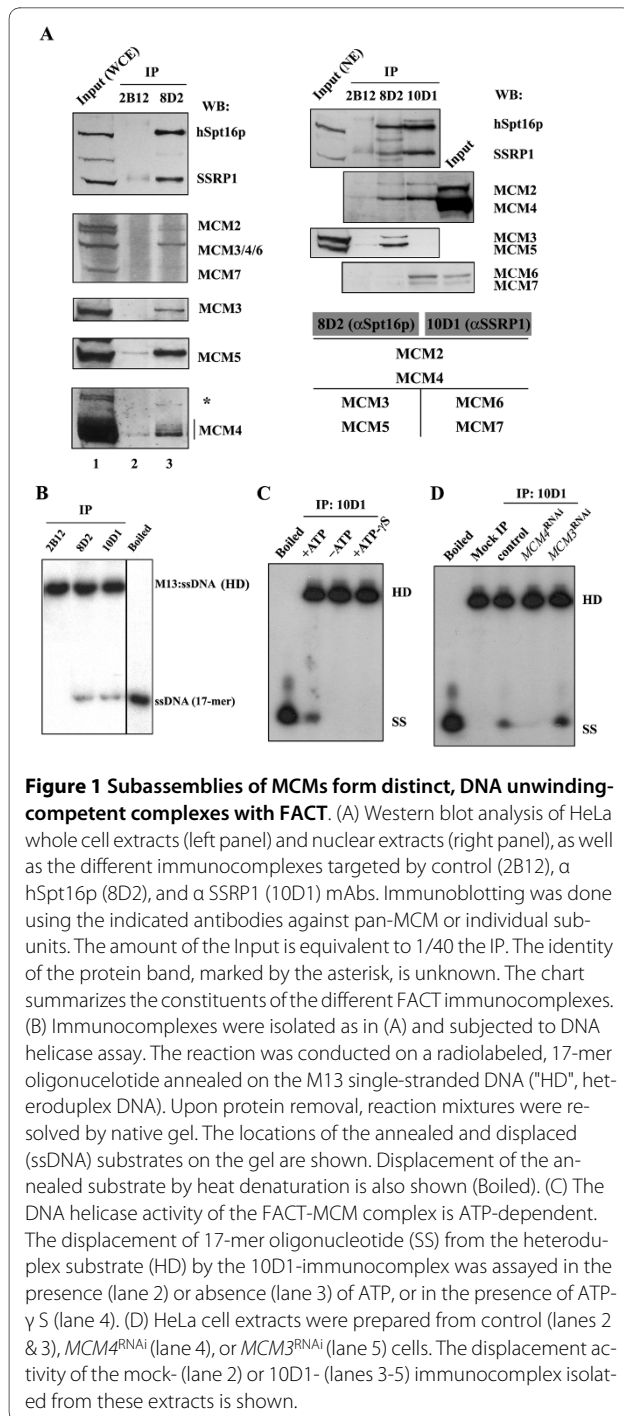 A
Input (WCE)
IP
2B12 8D2
WB:
hSpt16p
SSRP1
MCM2
MCM3/4/6
MCM7
MCM3
MCM5
*
MCM4
1 2 3
Input (NE)
IP
2B12 8D2 10D1
WB:
hSpt16p
SSRP1
Input
MCM2
MCM4
MCM3
MCM5
MCM6
MCM7
8D2 (αSpt16p) 10D1 (αSSRP1)
MCM2
MCM4
MCM3 MCM6
MCM5 MCM7
B
IP
2B12 8D2 10D1 Boiled
M13:ssDNA (HD)
ssDNA (17-mer)
C
IP: 10D1
Boiled +ATP –ATP +ATP-γS
HD
SS
D
IP: 10D1
Boiled Mock IP control MCM4RNAi MCM3RNAi
HD
SS
Figure 1 Subassemblies of MCMs form distinct, DNA unwinding-
competent complexes with FACT. (A) Western blot analysis of HeLa
whole cell extracts (left panel) and nuclear extracts (right panel), as well
as the different immunocomplexes targeted by control (2B12), α
hSpt16p (8D2), and α SSRP1 (10D1) mAbs. Immunoblotting was done
using the indicated antibodies against pan-MCM or individual sub-
units. The amount of the Input is equivalent to 1/40 the IP. The identity
of the protein band, marked by the asterisk, is unknown. The chart
summarizes the constituents of the different FACT immunocomplexes.
(B) Immunocomplexes were isolated as in (A) and subjected to DNA
helicase assay. The reaction was conducted on a radiolabeled, 17-mer
oligonucelotide annealed on the M13 single-stranded DNA ("HD", het-
eroduplex DNA). Upon protein removal, reaction mixtures were re-
solved by native gel. The locations of the annealed and displaced
(ssDNA) substrates on the gel are shown. Displacement of the an-
nealed substrate by heat denaturation is also shown (Boiled). (C) The
DNA helicase activity of the FACT-MCM complex is ATP-dependent.
The displacement of 17-mer oligonucleotide (SS) from the heterodu-
plex substrate (HD) by the 10D1-immunocomplex was assayed in the
presence (lane 2) or absence (lane 3) of ATP, or in the presence of ATP-
γ S (lane 4). (D) HeLa cell extracts were prepared from control (lanes 2
& 3), MCM4RNAi (lane 4), or MCM3RNAi (lane 5) cells. The displacement ac-
tivity of the mock- (lane 2) or 10D1- (lanes 3-5) immunocomplex isolat-
ed from these extracts is shown.